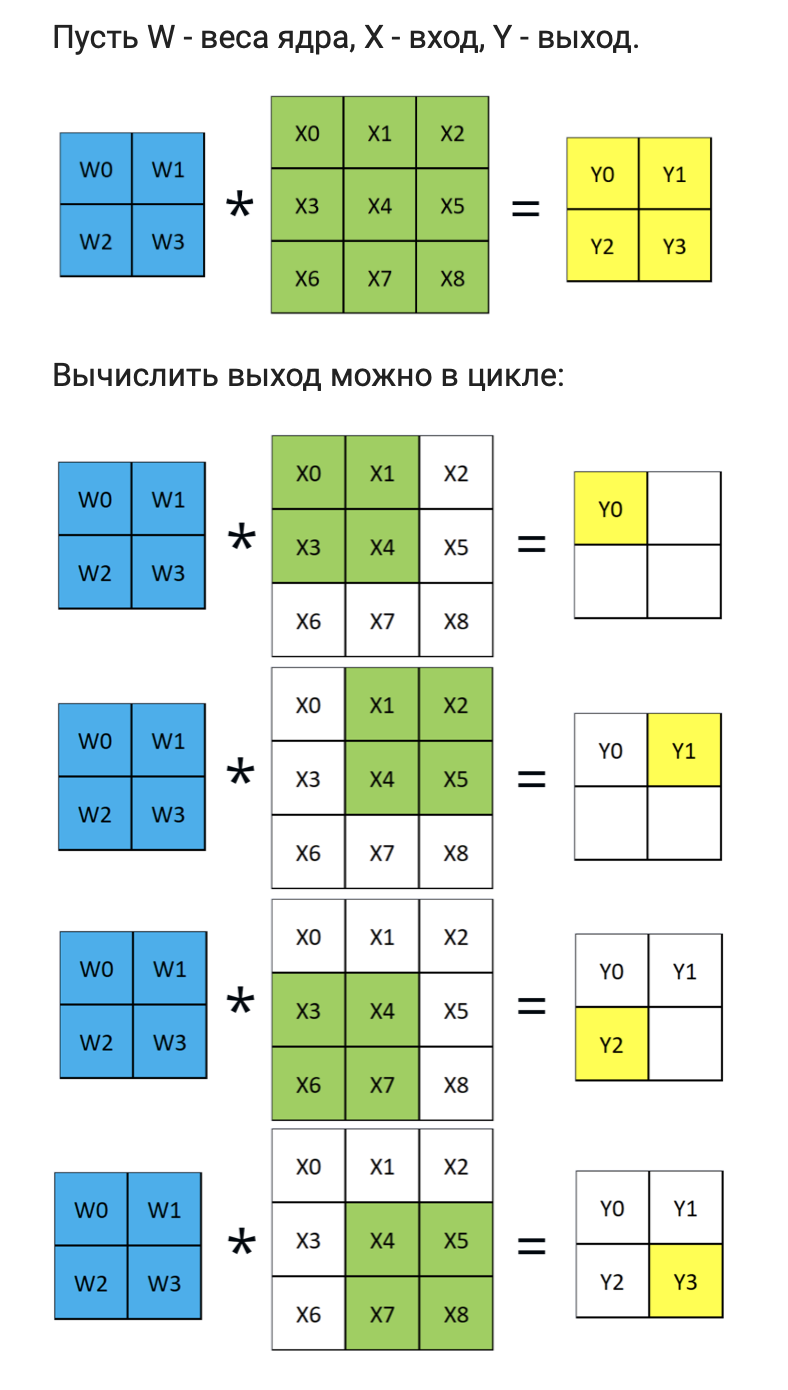 Пусть W - веса ядра, X - вход, Y - выход.
X0 X1 X2
W0 W1 Y0 Y1
* X3 X4 X5 =
W2 W3 Y2 Y3
X6 X7 X8
Вычислить выход можно в цикле:
X0 X1 X2
W0 W1 Y0
* X3 X4 X5 =
W2 W3
X6 X7 X8
X0 X1 X2
W0 W1 Y0 Y1
* X3 X4 X5 =
W2 W3
X6 X7 X8
X0 X1 X2
W0 W1 Y0 Y1
* X3 X4 X5 =
W2 W3 Y2
X6 X7 X8
X0 X1 X2
W0 W1 Y0 Y1
* X3 X4 X5 =
W2 W3 Y2 Y3
X6 X7 X8